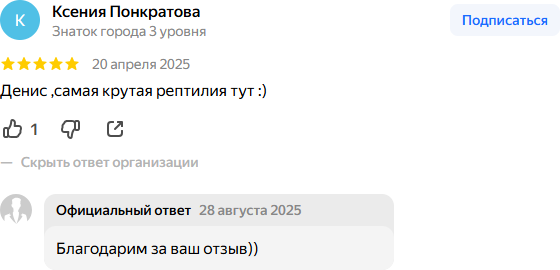 К
Ксения Понкратова
Знаток города 3 уровня
Подписаться
20 апреля 2025
Денис ,самая крутая рептилия тут :)
1
— Скрыть ответ организации
Официальный ответ 28 августа 2025
Благодарим за ваш отзыв))